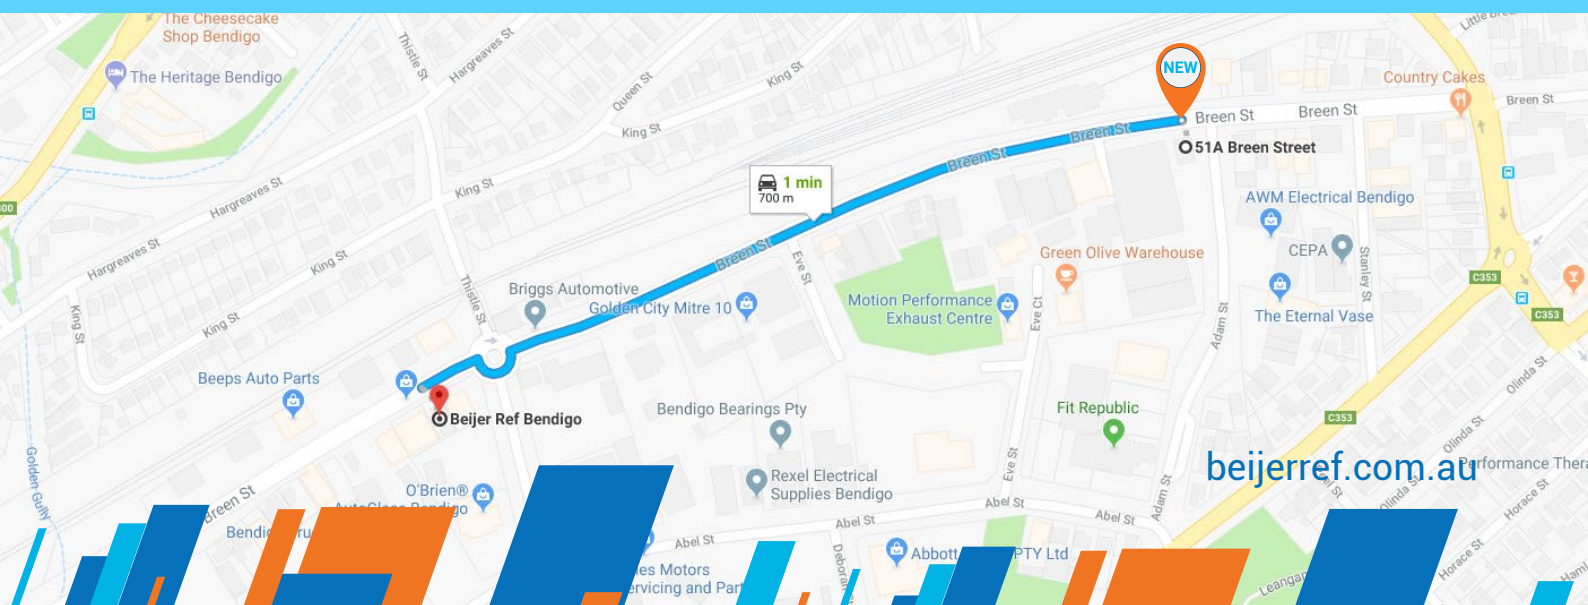 The Cheesecake
Shop Bendigo
The Heritage Bendigo
Thistle St
Hargreaves St
Queen St
King St
King St
NEW
Country Cakes
Breen St
Breen St
Breen St
Breen St
51A Breen Street
Breen St
1 min
700 m
King St
Hargreaves St
AWM Electrical Bendigo
CEPA
Stanley St
Green Olive Warehouse
Hargreaves St
King St
Breen St
Eve St
Thistle St
Briggs Automotive
Golden City Mitre 10
Motion Performance
Exhaust Centre
Eve Ct
Adam St
The Eternal Vase
C353
C353
King St
King St
Beeps Auto Parts
Beijer Ref Bendigo
Bendigo Bearings Pty
Fit Republic
C353
Olinda St
Olinda St
beijerref.com.au
Golden Gully
Breen St
O'Brien®
Rexel Electrical
Supplies Bendigo
Eve St
Adam St
Olinda St
Horace St
Abel St
Abel St
Abel St
Abel St
Abbott
PTY Ltd
Horace St